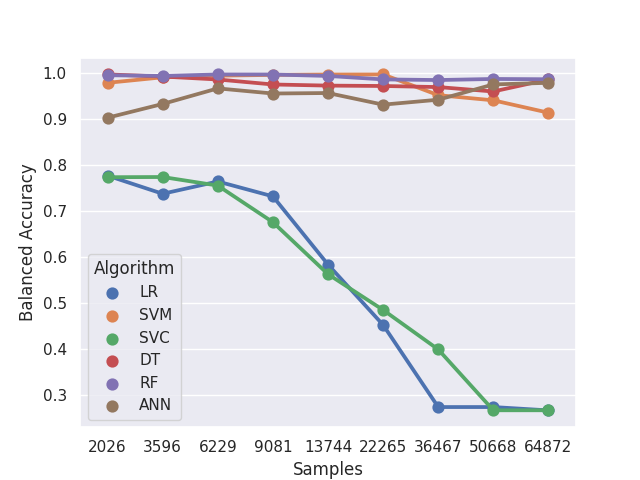 1.0
0.9
0.8
0.7
0.6
0.5
0.4
0.3
Balanced Accuracy
Algorithm
LR
SVM
SVC
DT
RF
ANN
2026 3596 6229 9081 13744 22265 36467 50668 64872
Samples